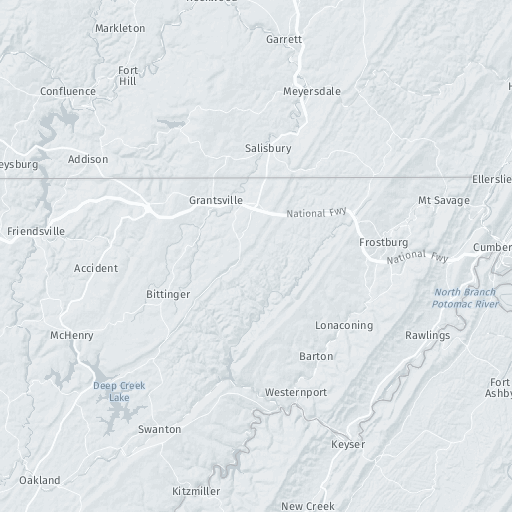 Markleton
Garrett
Fort
Hill
Confluence
Meyersdale
Salisbury
Addison
Ellerslie
Grantsville
Mt Savage
National Fwy
Friendsville
Frostburg
National Fwy
Cumber
Accident
Bittinger
North Branch
Potomac River
Lonaconing
McHenry
Rawlings
Barton
Deep Creek
Lake
Westernport
Fort
Ashby
Swanton
Keyser
Oakland
Kitzmiller
New Creek